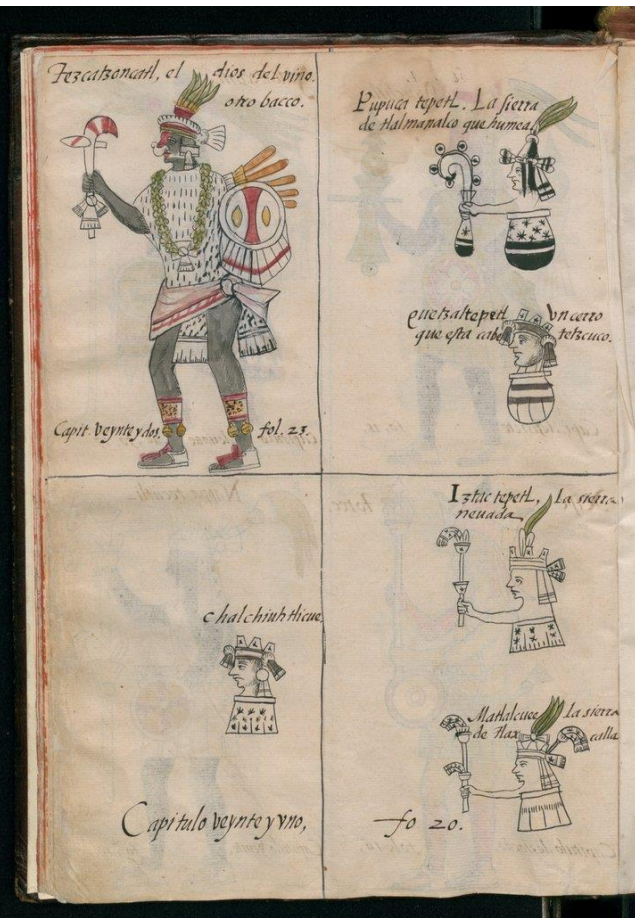 Tezcatzoncatl, el dios del vino.
otro bacco.
Capit veynte y dos, fol. 23.
Pupuca tepetl. La sierra
de tlalmanalco que humea.
quetzaltepetl Vn cerro
que esta cabe tetzcuco.
chalchiuhtlicue,
Iztac tepetl, La sierra
neuada
Matlalcuee La sierra
de tlax calla
Capitulo veynte y vno, fo 20.